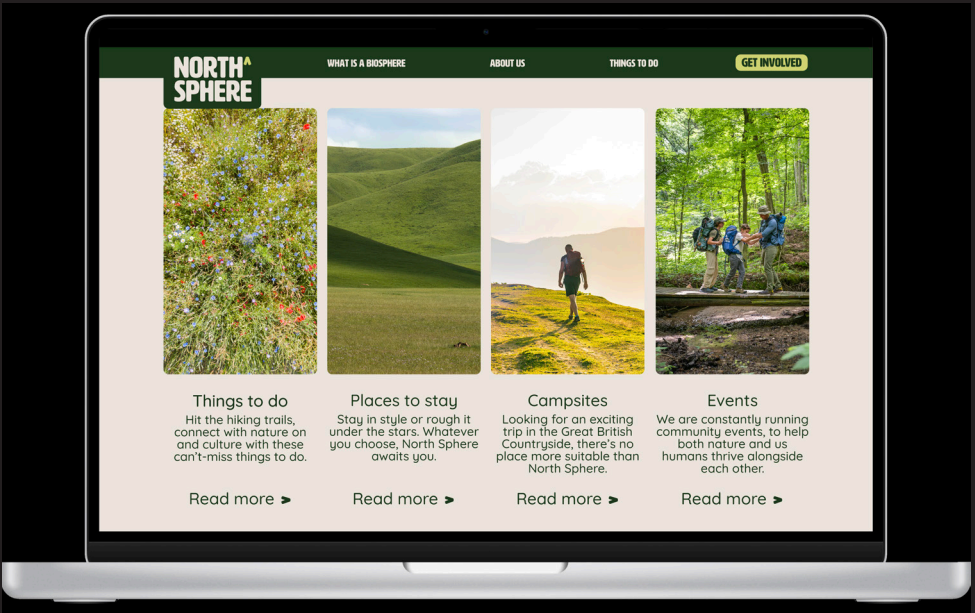 NORTH^
SPHERE
WHAT IS A BIOSPHERE
ABOUT US
THINGS TO DO
GET INVOLVED
Things to do
Hit the hiking trails,
connect with nature on
and culture with these
can't-miss things to do.
Read more >
Places to stay
Stay in style or rough it
under the stars. Whatever
you choose, North Sphere
awaits you.
Read more >
Campsites
Looking for an exciting
trip in the Great British
Countryside, there's no
place more suitable than
North Sphere.
Read more >
Events
We are constantly running
community events, to help
both nature and us
humans thrive alongside
each other.
Read more >